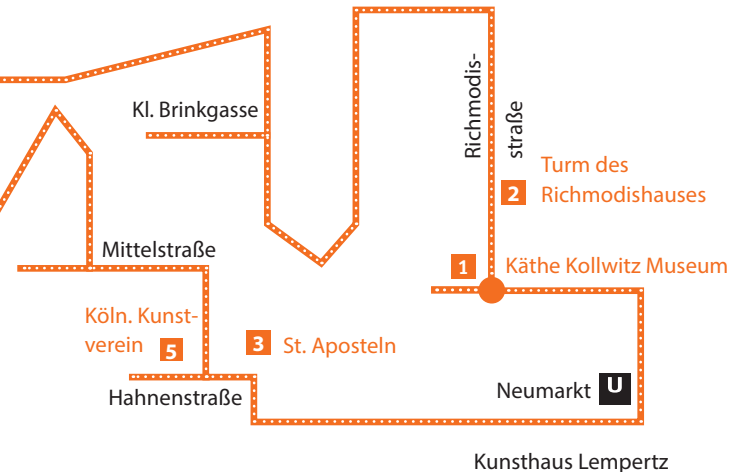 Richmodis-
straße
Kl. Brinkgasse
Turm des
2 Richmodishauses
Mittelstraße
1 Käthe Kollwitz Museum
Köln. Kunst-
verein 5
3 St. Aposteln
Neumarkt U
Hahnenstraße
Kunsthaus Lempertz